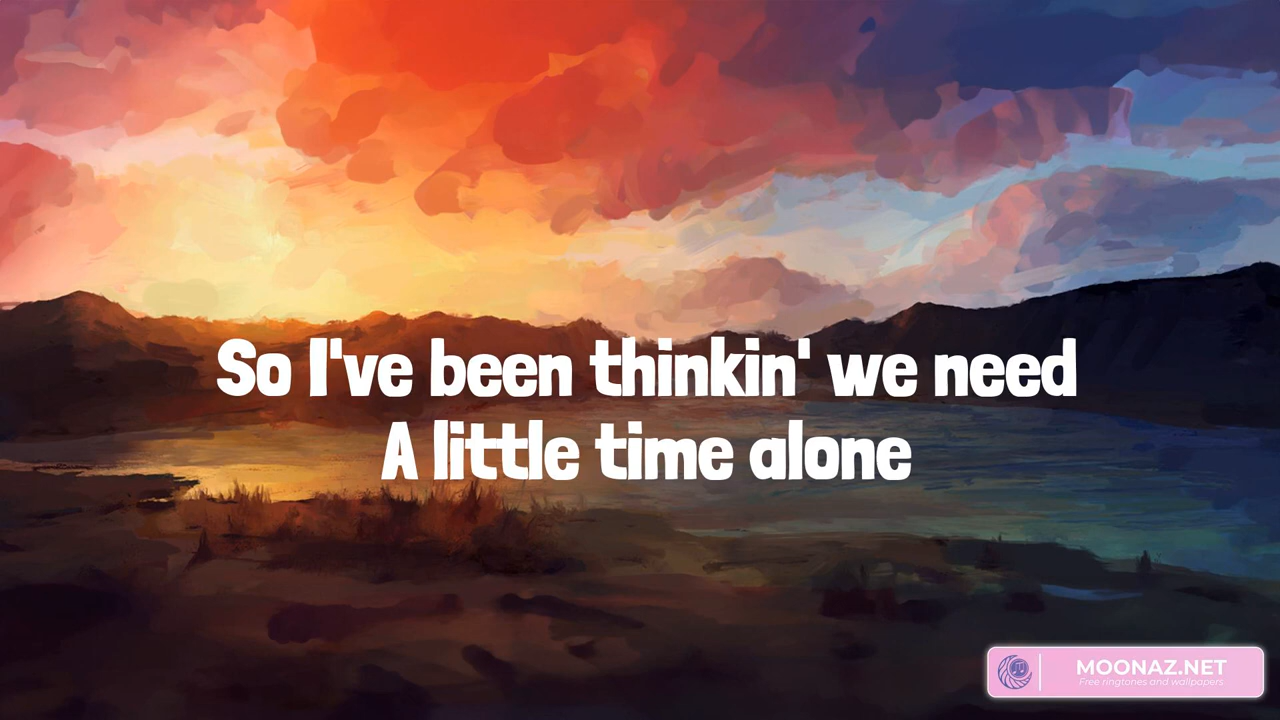 So I've been thinkin' we need
A little time alone
MOONAZ.NET
Free ringtones and wallpapers